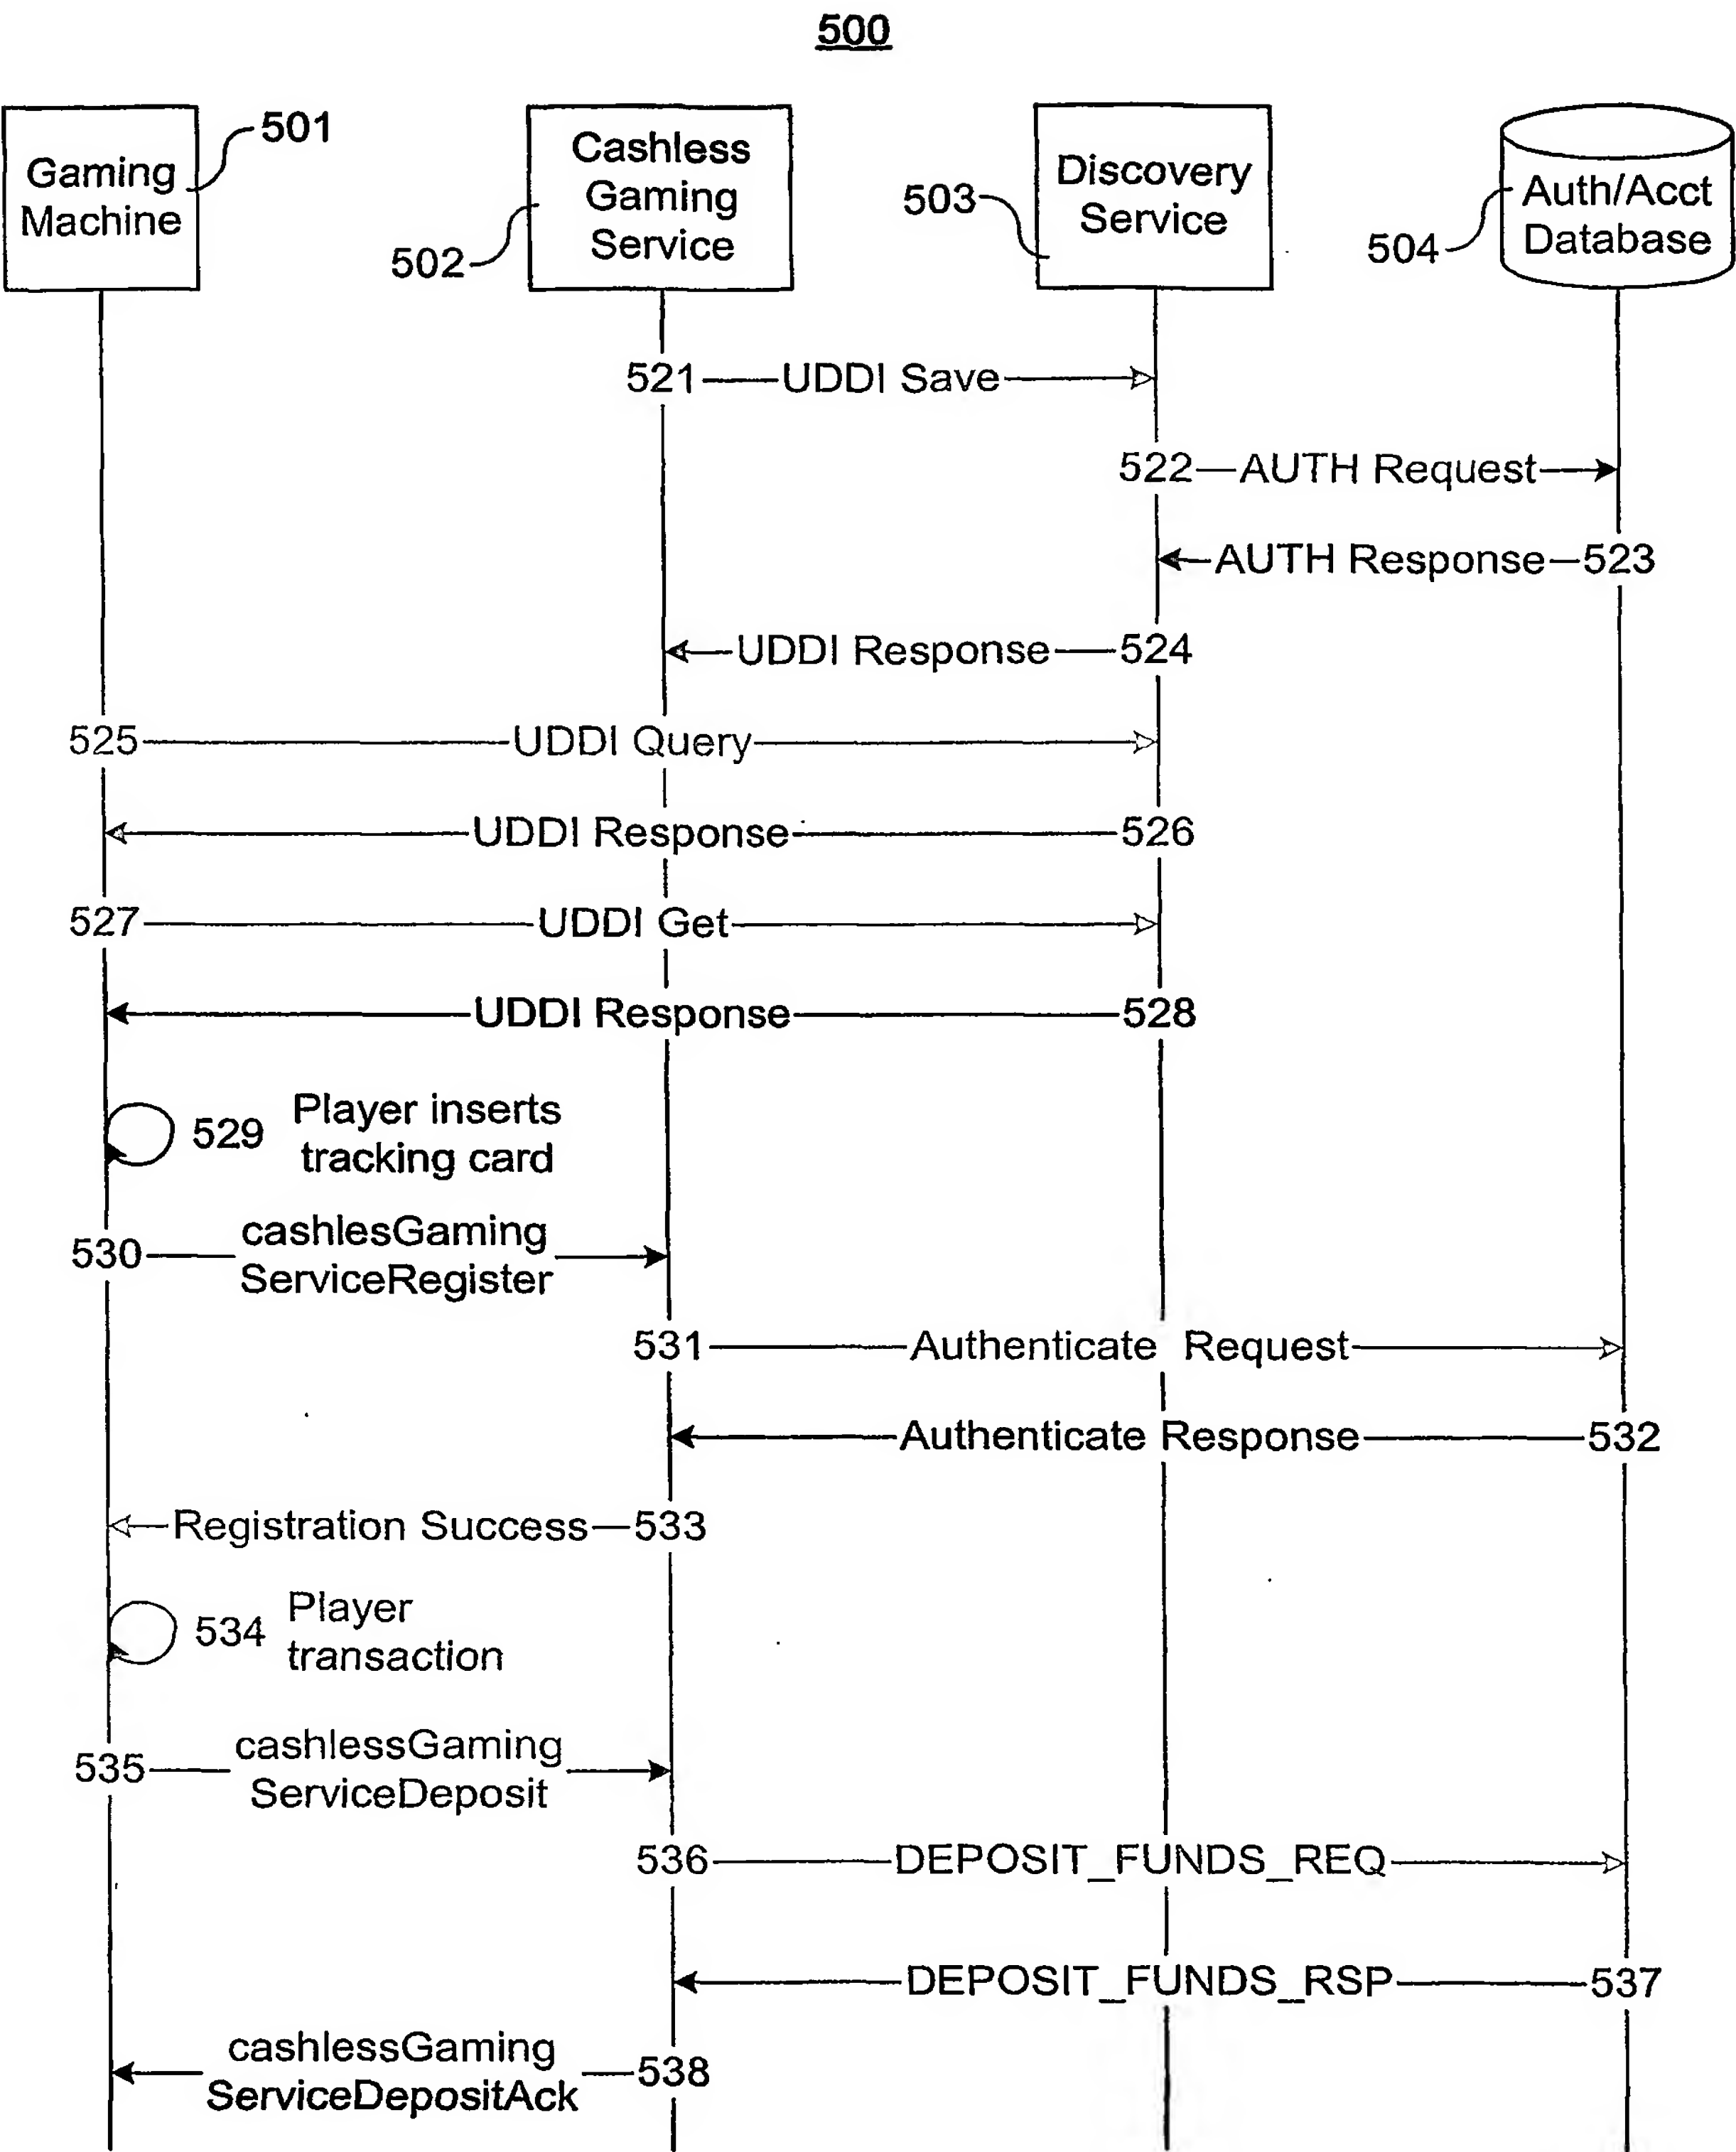 500
Gaming
Machine
501
Cashless
Gaming
Service
502
Discovery
Service
503
Auth/Acct
Database
504
521 UDDI Save
522 AUTH Request
AUTH Response 523
UDDI Response 524
525 UDDI Query
UDDI Response 526
527 UDDI Get
UDDI Response 528
529 Player inserts
tracking card
530 cashlesGaming
ServiceRegister
531 Authenticate Request
Authenticate Response 532
Registration Success 533
534 Player
transaction
535 cashlessGaming
ServiceDeposit
536 DEPOSIT_FUNDS_REQ
DEPOSIT_FUNDS_RSP 537
cashlessGaming
ServiceDepositAck 538